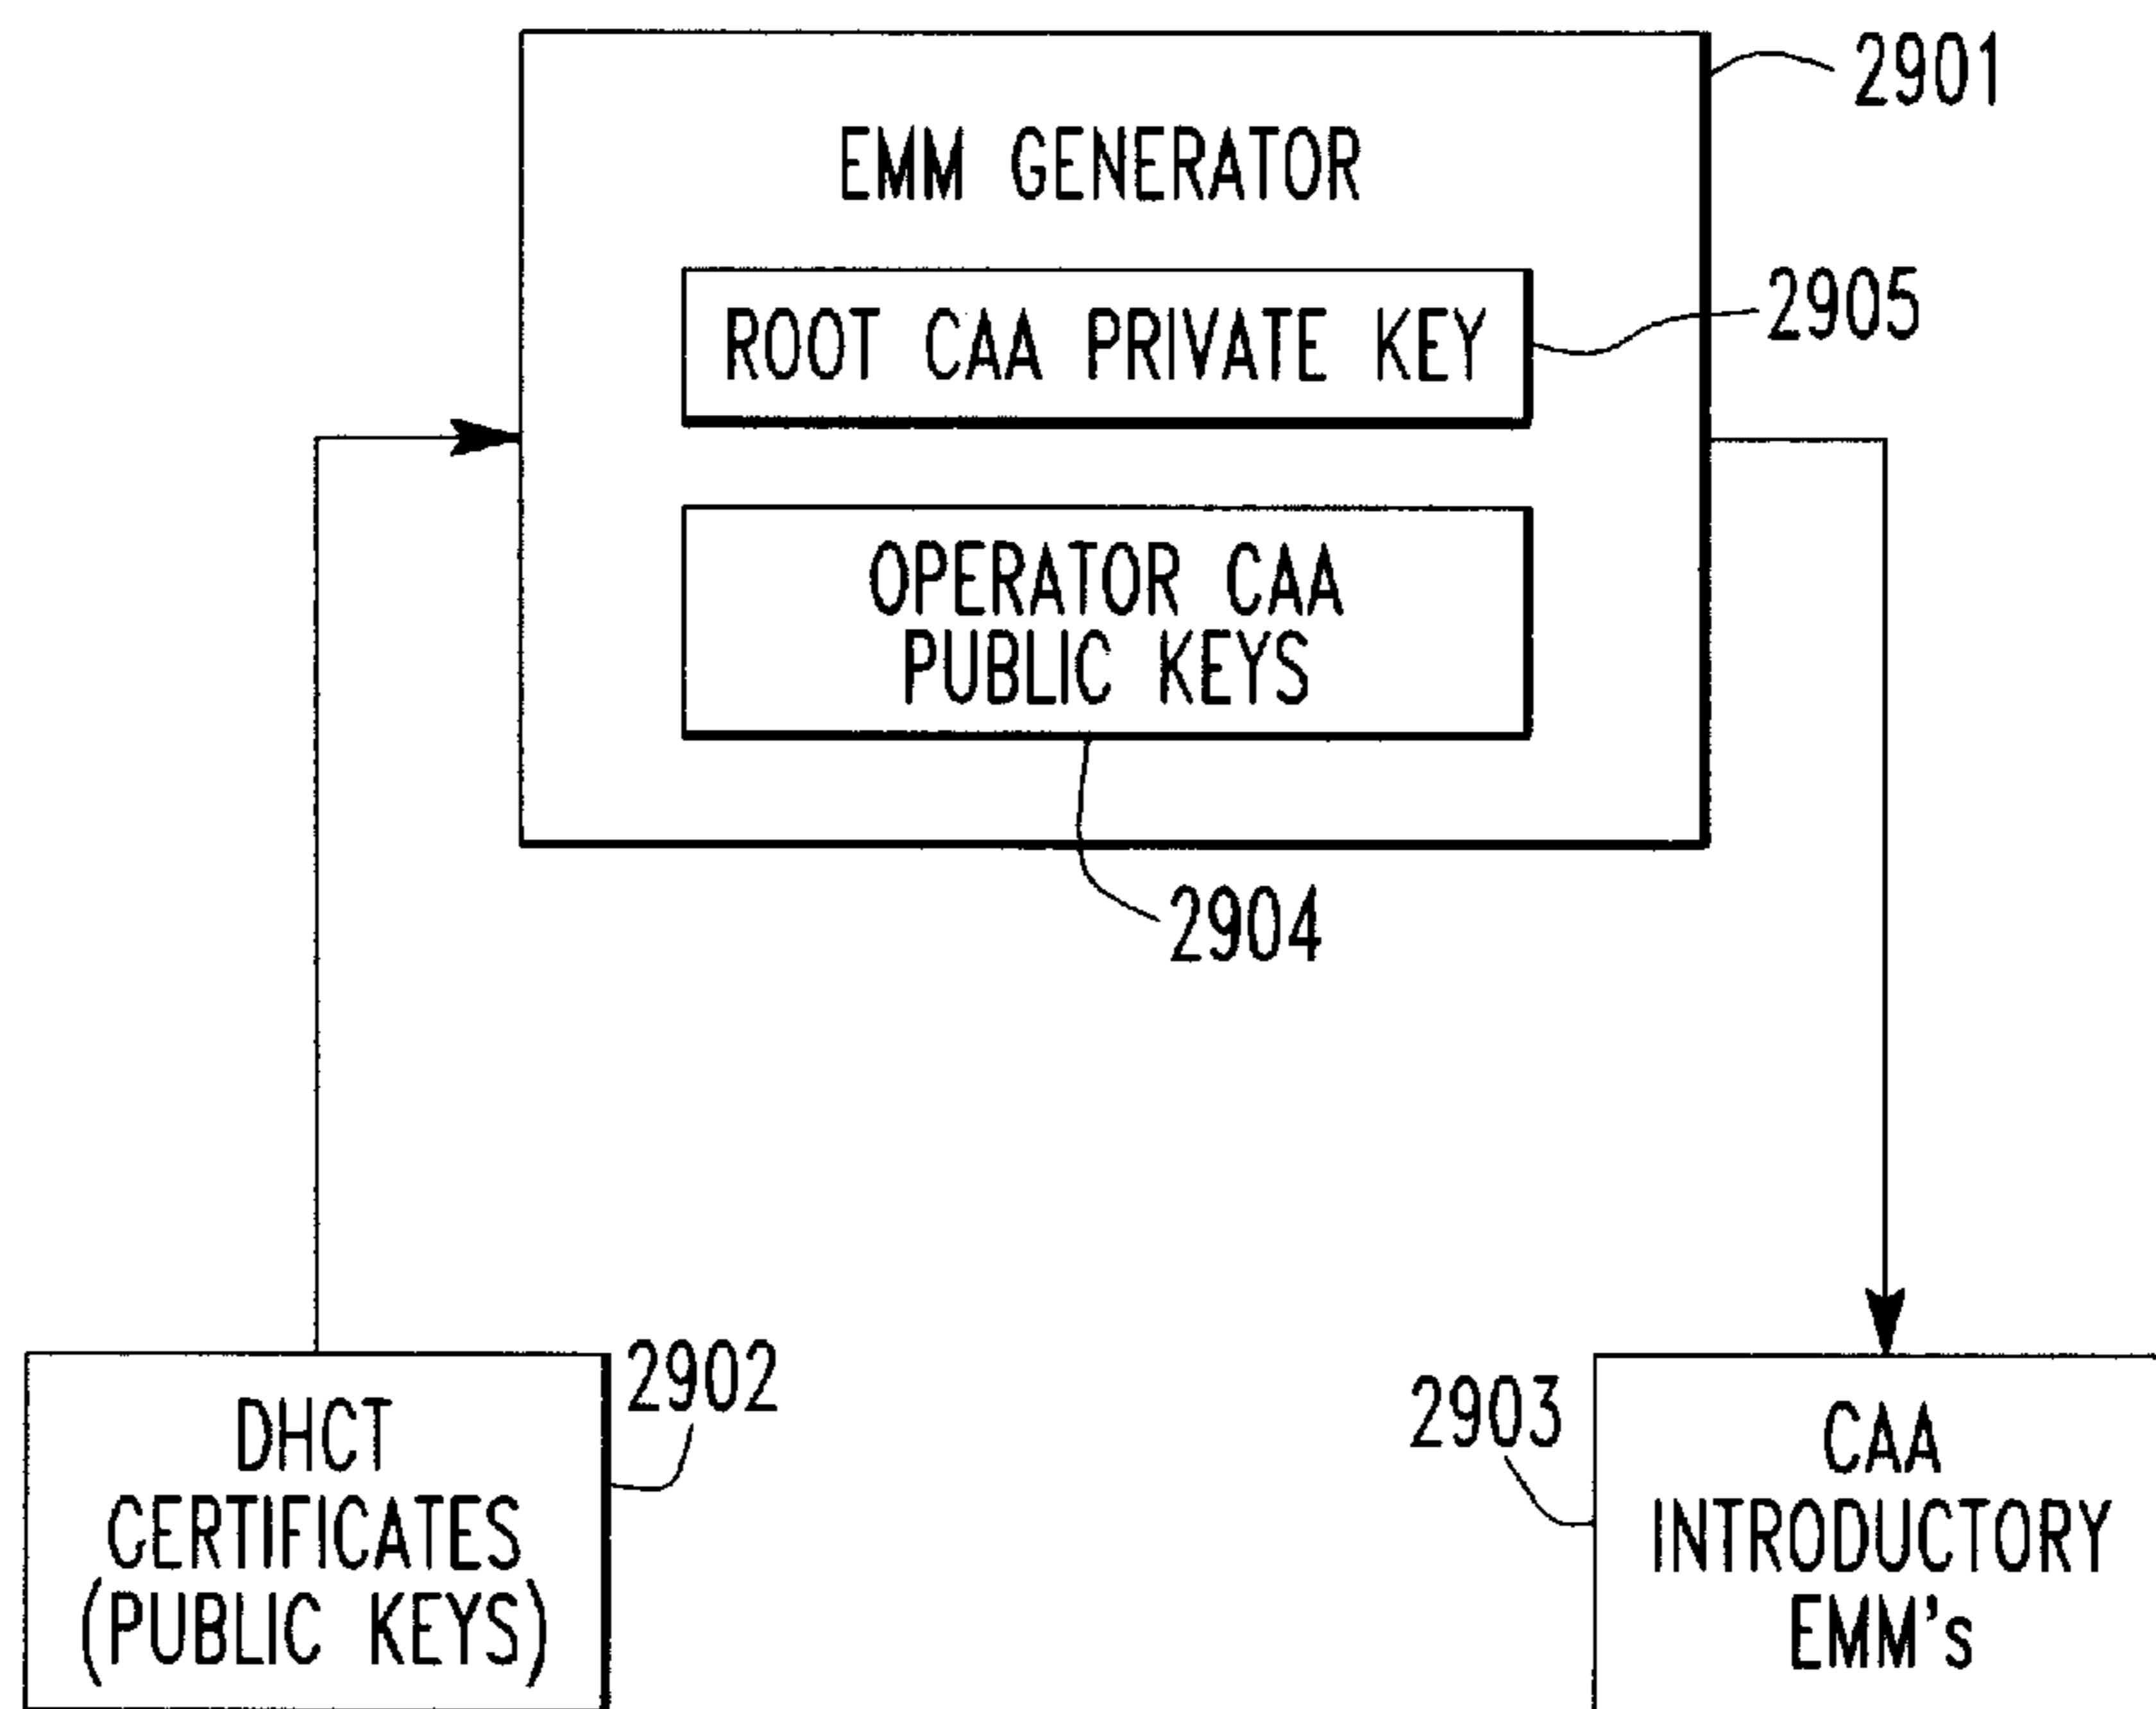 2901
EMM GENERATOR
2905
ROOT CAA PRIVATE KEY
OPERATOR CAA
PUBLIC KEYS
2904
2902
DHCT
CERTIFICATES
(PUBLIC KEYS)
2903
CAA
INTRODUCTORY
EMM's